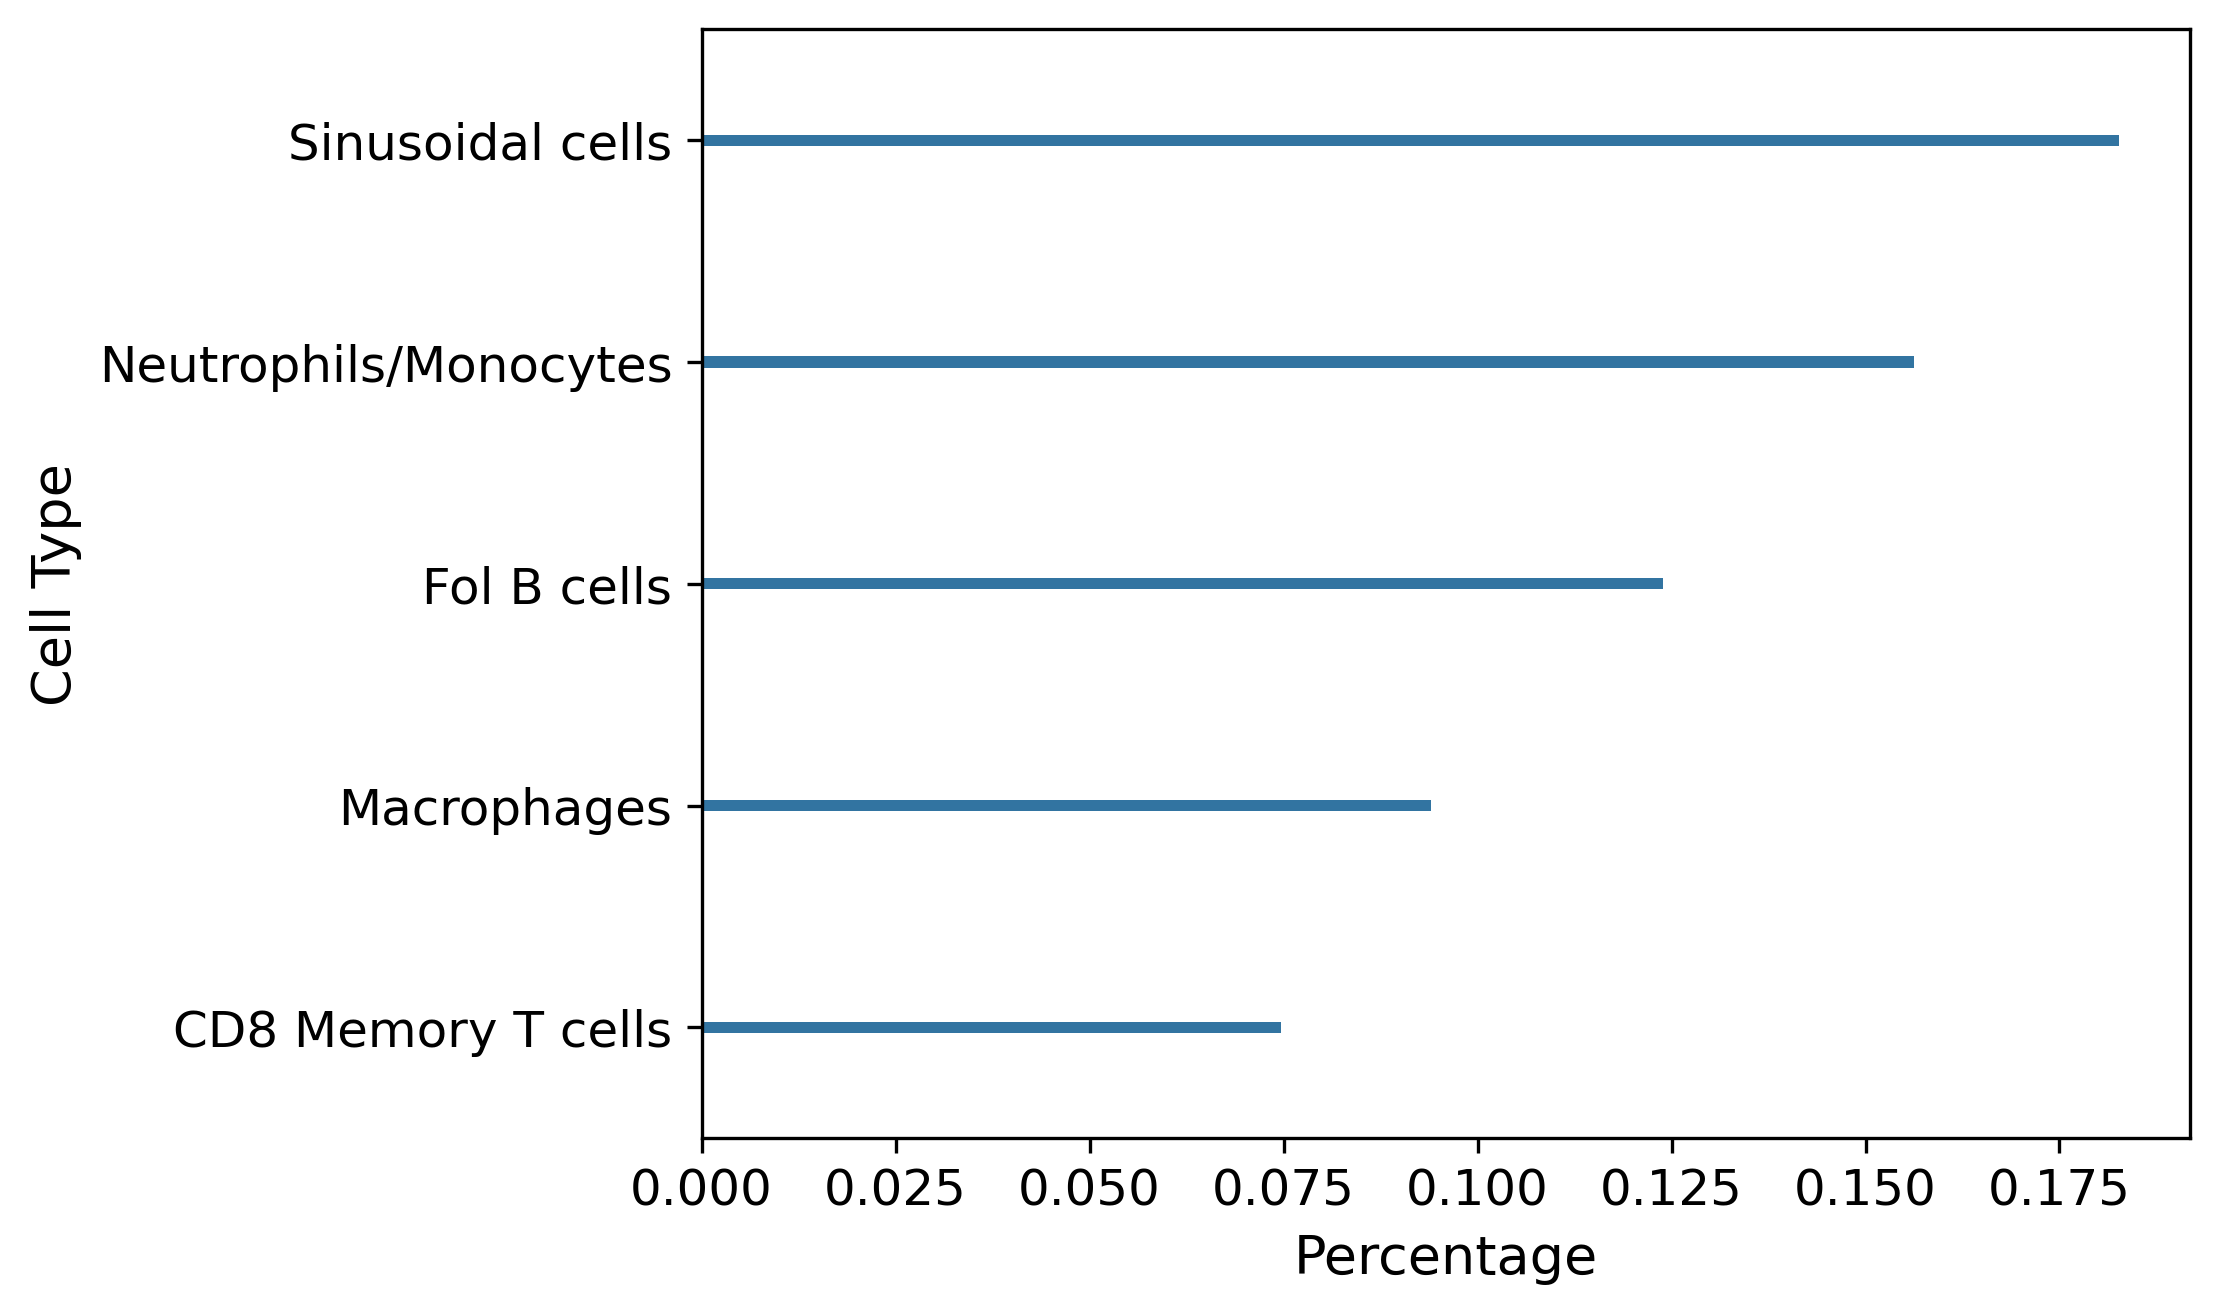 Sinusoidal cells
Neutrophils/Monocytes
Fol B cells
Macrophages
CD8 Memory T cells
Cell Type
0.000 0.025 0.050 0.075 0.100 0.125 0.150 0.175
Percentage